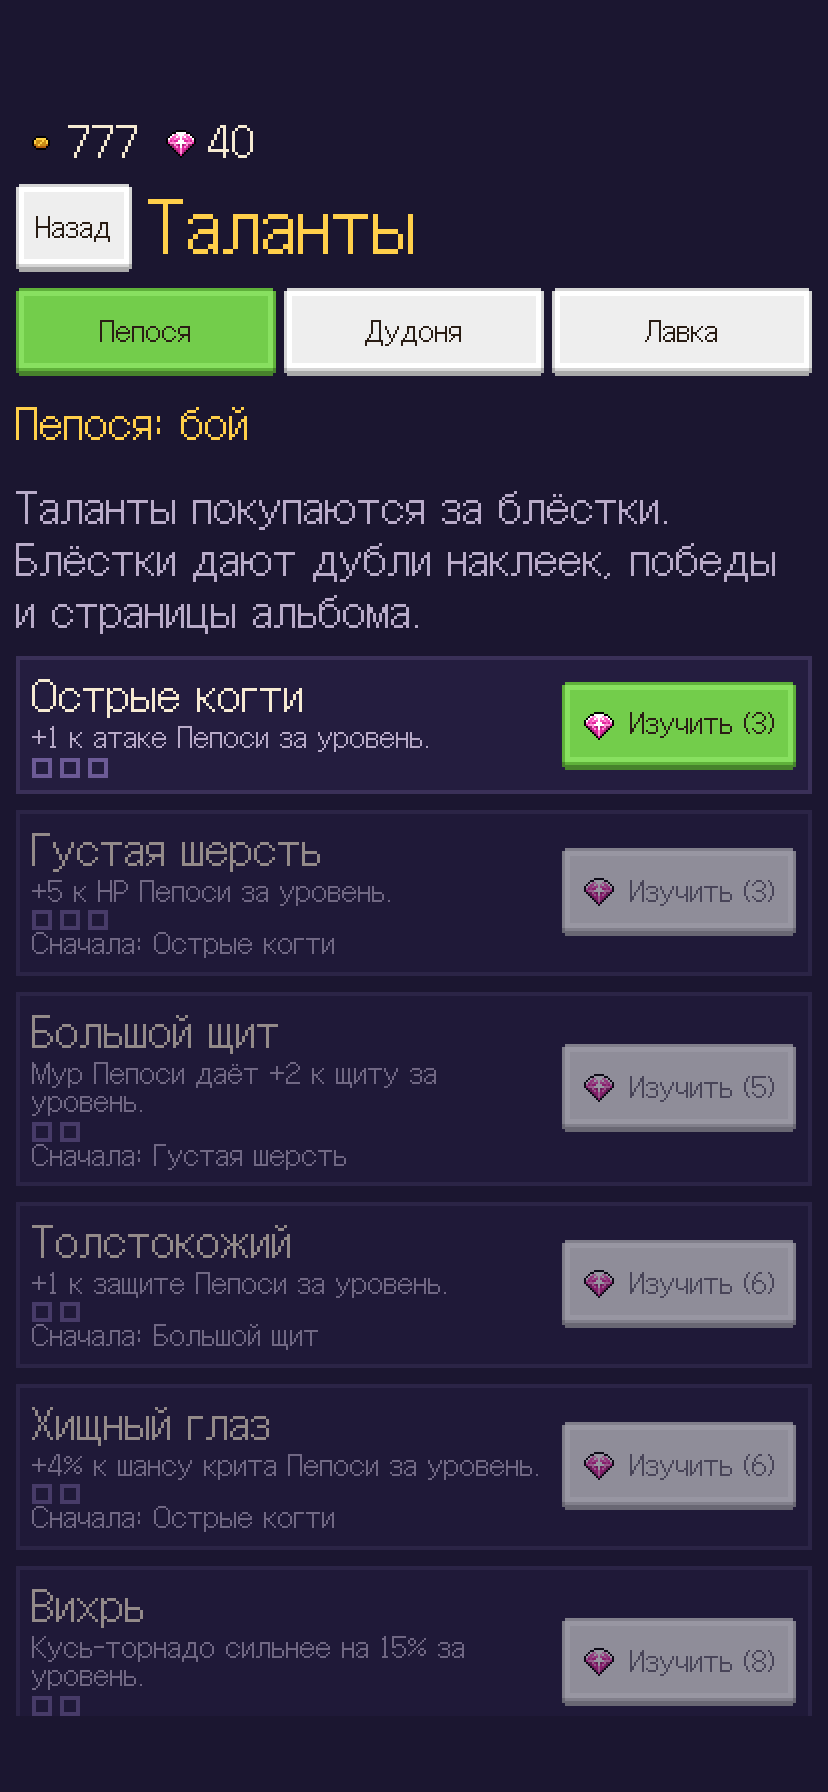 777 40
Назад Таланты
Пепося Дудоня Лавка
Пепося: бой
Таланты покупаются за блёстки.
Блёстки дают дубли наклеек, победы
и страницы альбома.
Острые когти
+1 к атаке Пепоси за уровень.
Изучить (3)
Густая шерсть
+5 к HP Пепоси за уровень.
Сначала: Острые когти
Изучить (3)
Большой щит
Мур Пепоси даёт +2 к щиту за
уровень.
Сначала: Густая шерсть
Изучить (5)
Толстокожий
+1 к защите Пепоси за уровень.
Сначала: Большой щит
Изучить (6)
Хищный глаз
+4% к шансу крита Пепоси за уровень.
Сначала: Острые когти
Изучить (6)
Вихрь
Кусь-торнадо сильнее на 15% за
уровень.
Изучить (8)